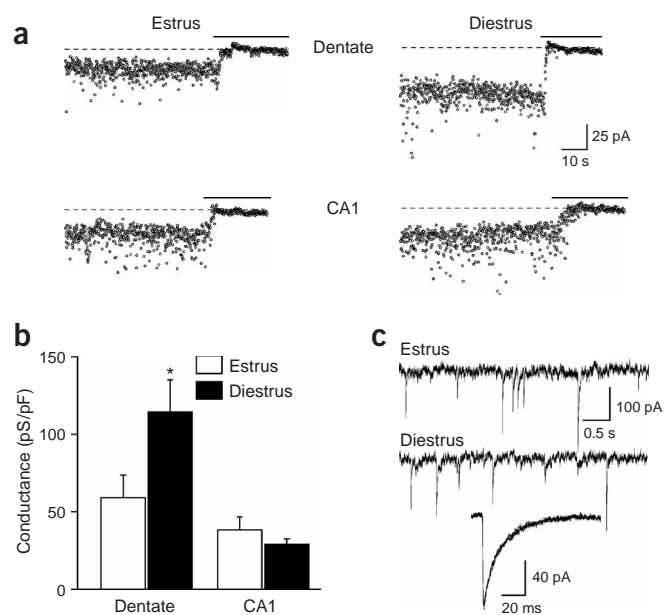 a
Estrus
Diestrus
Dentate
25 pA
10 s
CA1
b
150
100
50
0
Conductance (pS/pF)
*
Estrus
Diestrus
Dentate
CA1
c
Estrus
100 pA
0.5 s
Diestrus
40 pA
20 ms